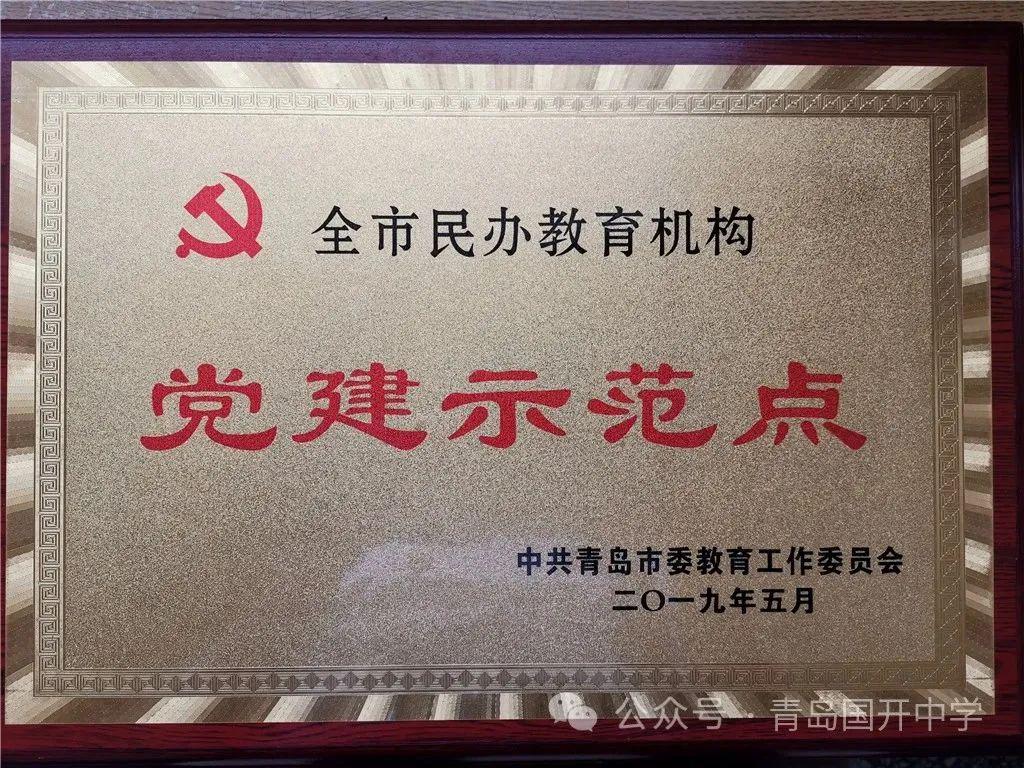 全市民办教育机构
党建示范点
中共青岛市委教育工作委员会
二〇一九年五月
公众号 · 青岛国开中学